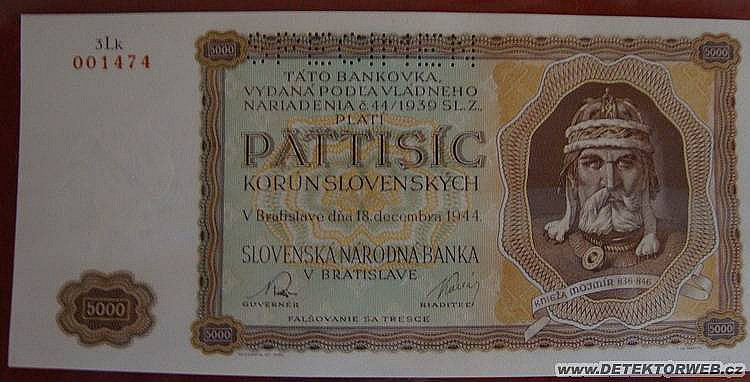 3Lk
001474
5000
5000
TÁTO BANKOVKA,
VYDANÁ PODĽA VLÁDNEHO
NARIADENIA č. 44/1939 SL. Z.,
PLATÍ
PÄŤTISÍC
KORÚN SLOVENSKÝCH
V Bratislave dňa 18. decembra 1944.
SLOVENSKÁ NÁRODNÁ BANKA
V BRATISLAVE
GUVERNÉR
RIADITEĽ
KNIEŽA MOJMÍR 836-846
5000
5000
5000
FALŠOVANIE SA TRESCE
www.DETEKTORWEB.cz